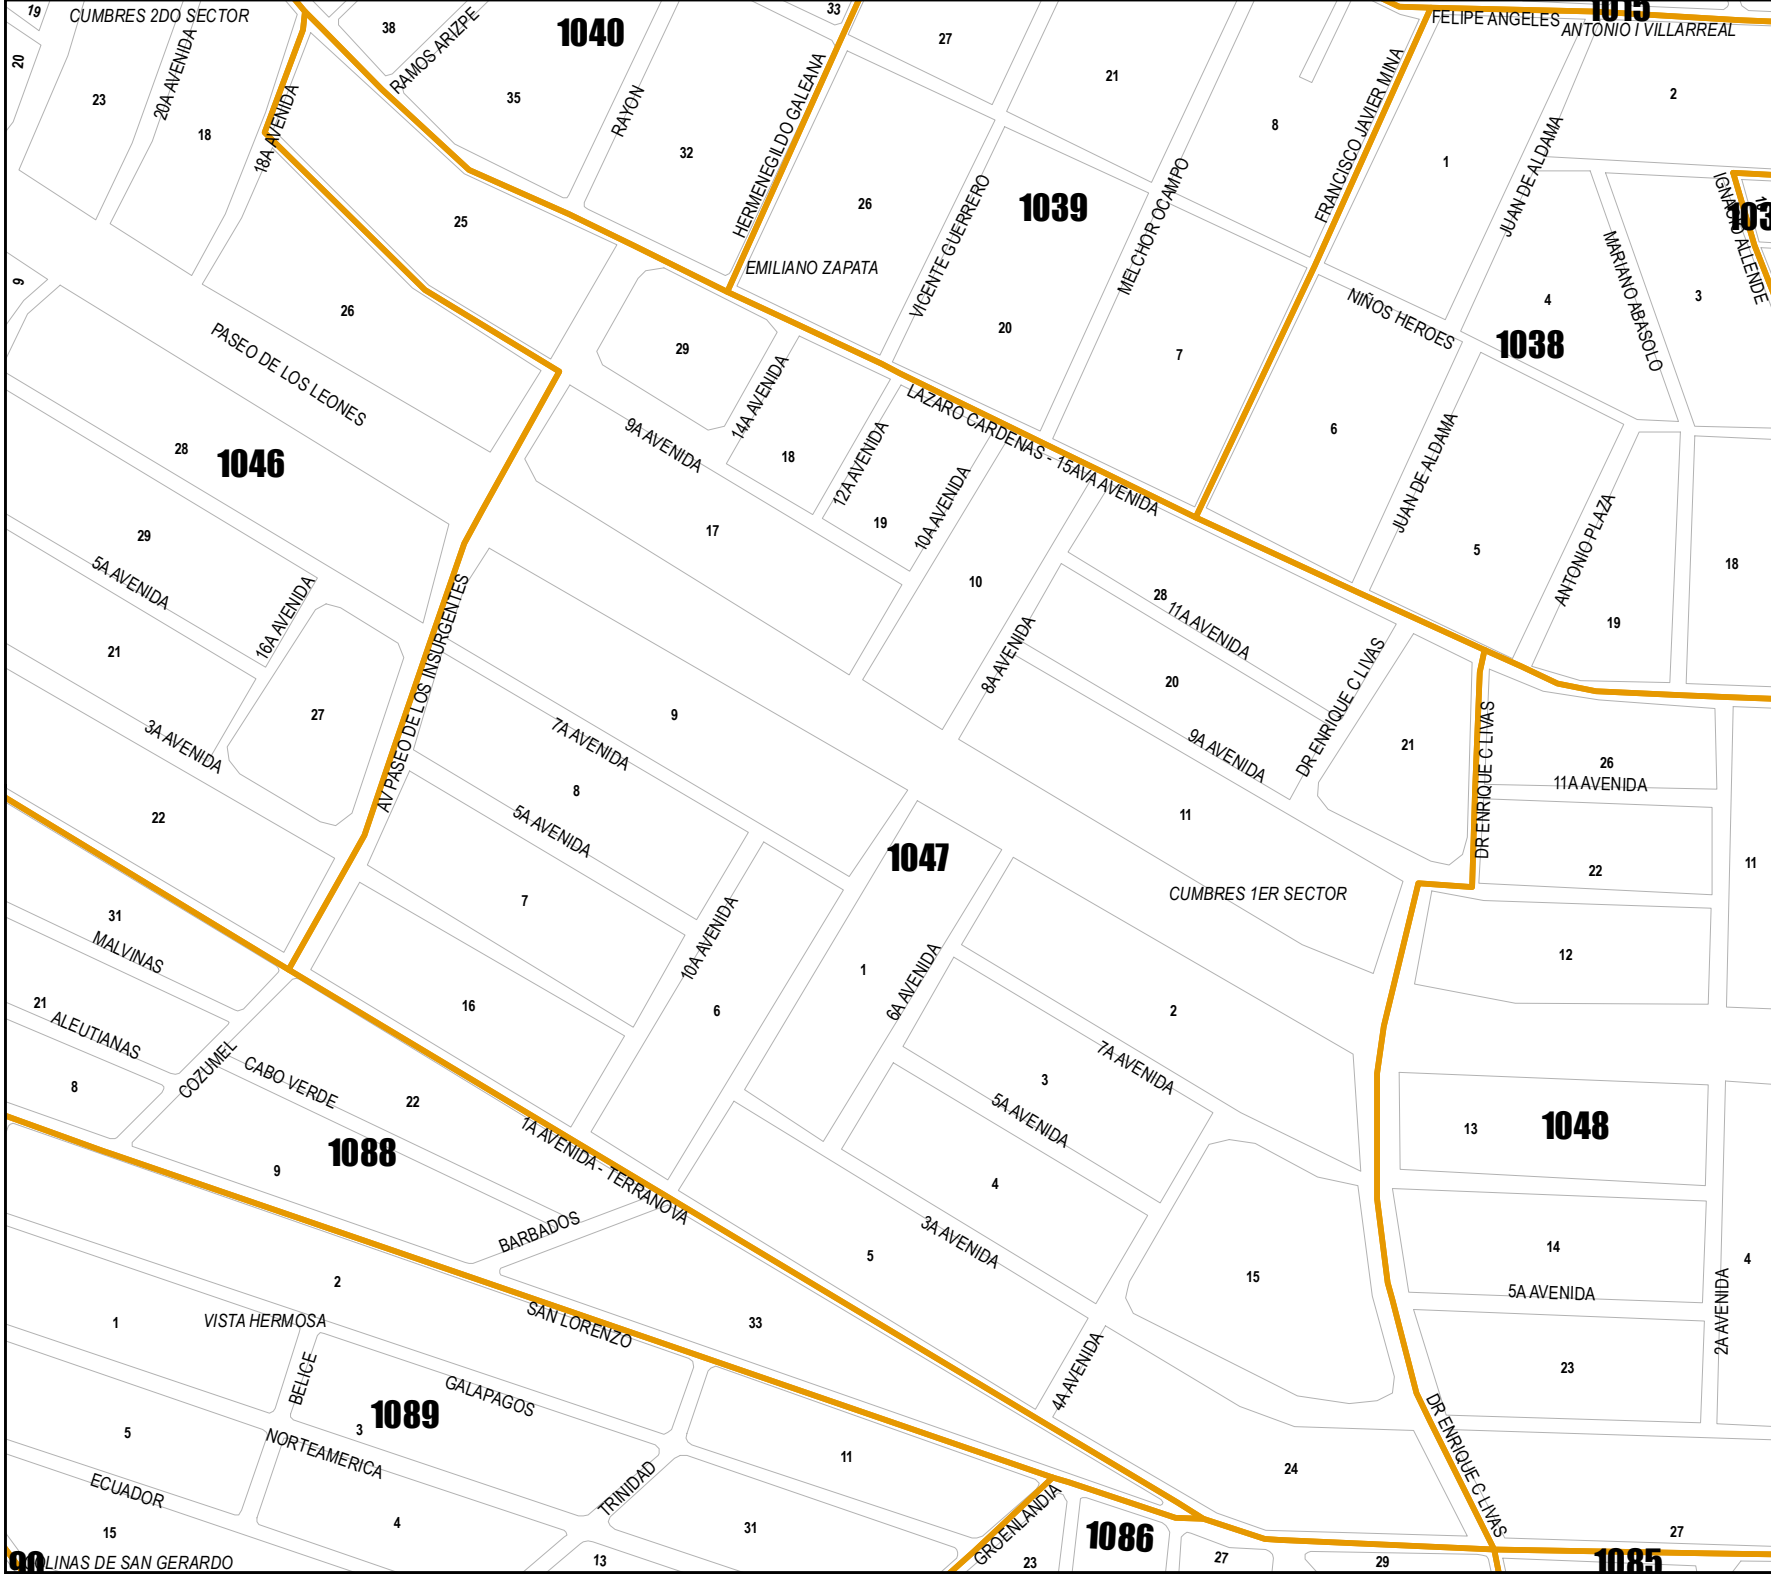 19
CUMBRES 2DO SECTOR
38
RAMOS ARIZPE
1040
33
27
FELIPE ANGELES
1015
ANTONIO I VILLARREAL
20
23
20A AVENIDA
18
18A AVENIDA
35
RAYON
32
HERMENEGILDO GALEANA
21
8
FRANCISCO JAVIER MINA
1
JUAN DE ALDAMA
2
25
26
EMILIANO ZAPATA
VICENTE GUERRERO
1039
MELCHOR OCAMPO
MARIANO ABASOLO
IGNACIO ALLENDE
103
9
26
PASEO DE LOS LEONES
29
20
7
NIÑOS HEROES
4
1038
3
28
1046
9A AVENIDA
14A AVENIDA
18
12A AVENIDA
19
10A AVENIDA
LAZARO CARDENAS - 15AVA AVENIDA
6
JUAN DE ALDAMA
5
ANTONIO PLAZA
18
19
29
5A AVENIDA
16A AVENIDA
17
10
28
11A AVENIDA
8A AVENIDA
20
9A AVENIDA
DR ENRIQUE C LIVAS
21
DR ENRIQUE C LIVAS
21
3A AVENIDA
27
AV PASEO DE LOS INSURGENTES
9
7A AVENIDA
8
5A AVENIDA
26
11A AVENIDA
22
11
11
22
1047
CUMBRES 1ER SECTOR
7
10A AVENIDA
31
MALVINAS
12
1
6A AVENIDA
21
ALEUTIANAS
16
6
2
8
COZUMEL
CABO VERDE
22
7A AVENIDA
3
5A AVENIDA
13
1048
1088
9
1A AVENIDA - TERRANOVA
4
BARBADOS
3A AVENIDA
5
15
14
5A AVENIDA
4
2A AVENIDA
2
1
VISTA HERMOSA
SAN LORENZO
33
BELICE
GALAPAGOS
4A AVENIDA
23
1089
3
5
NORTEAMERICA
11
DR ENRIQUE C LIVAS
24
ECUADOR
TRINIDAD
4
31
GROENLANDIA
15
1086
27
90
LINAS DE SAN GERARDO
13
23
27
29
1085